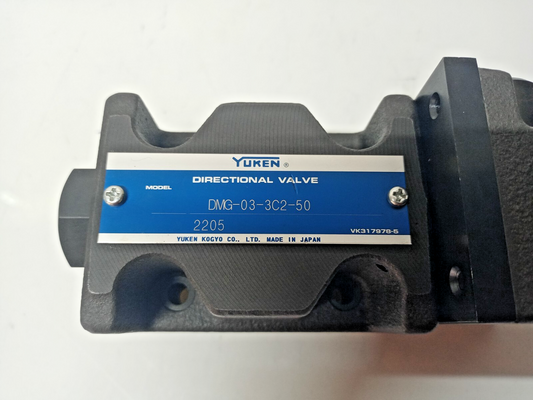 YUKEN ®
DIRECTIONAL VALVE
MODEL
DMG-03-3C2-50
2205
VK317978-5
YUKEN KOGYO CO., LTD. MADE IN JAPAN